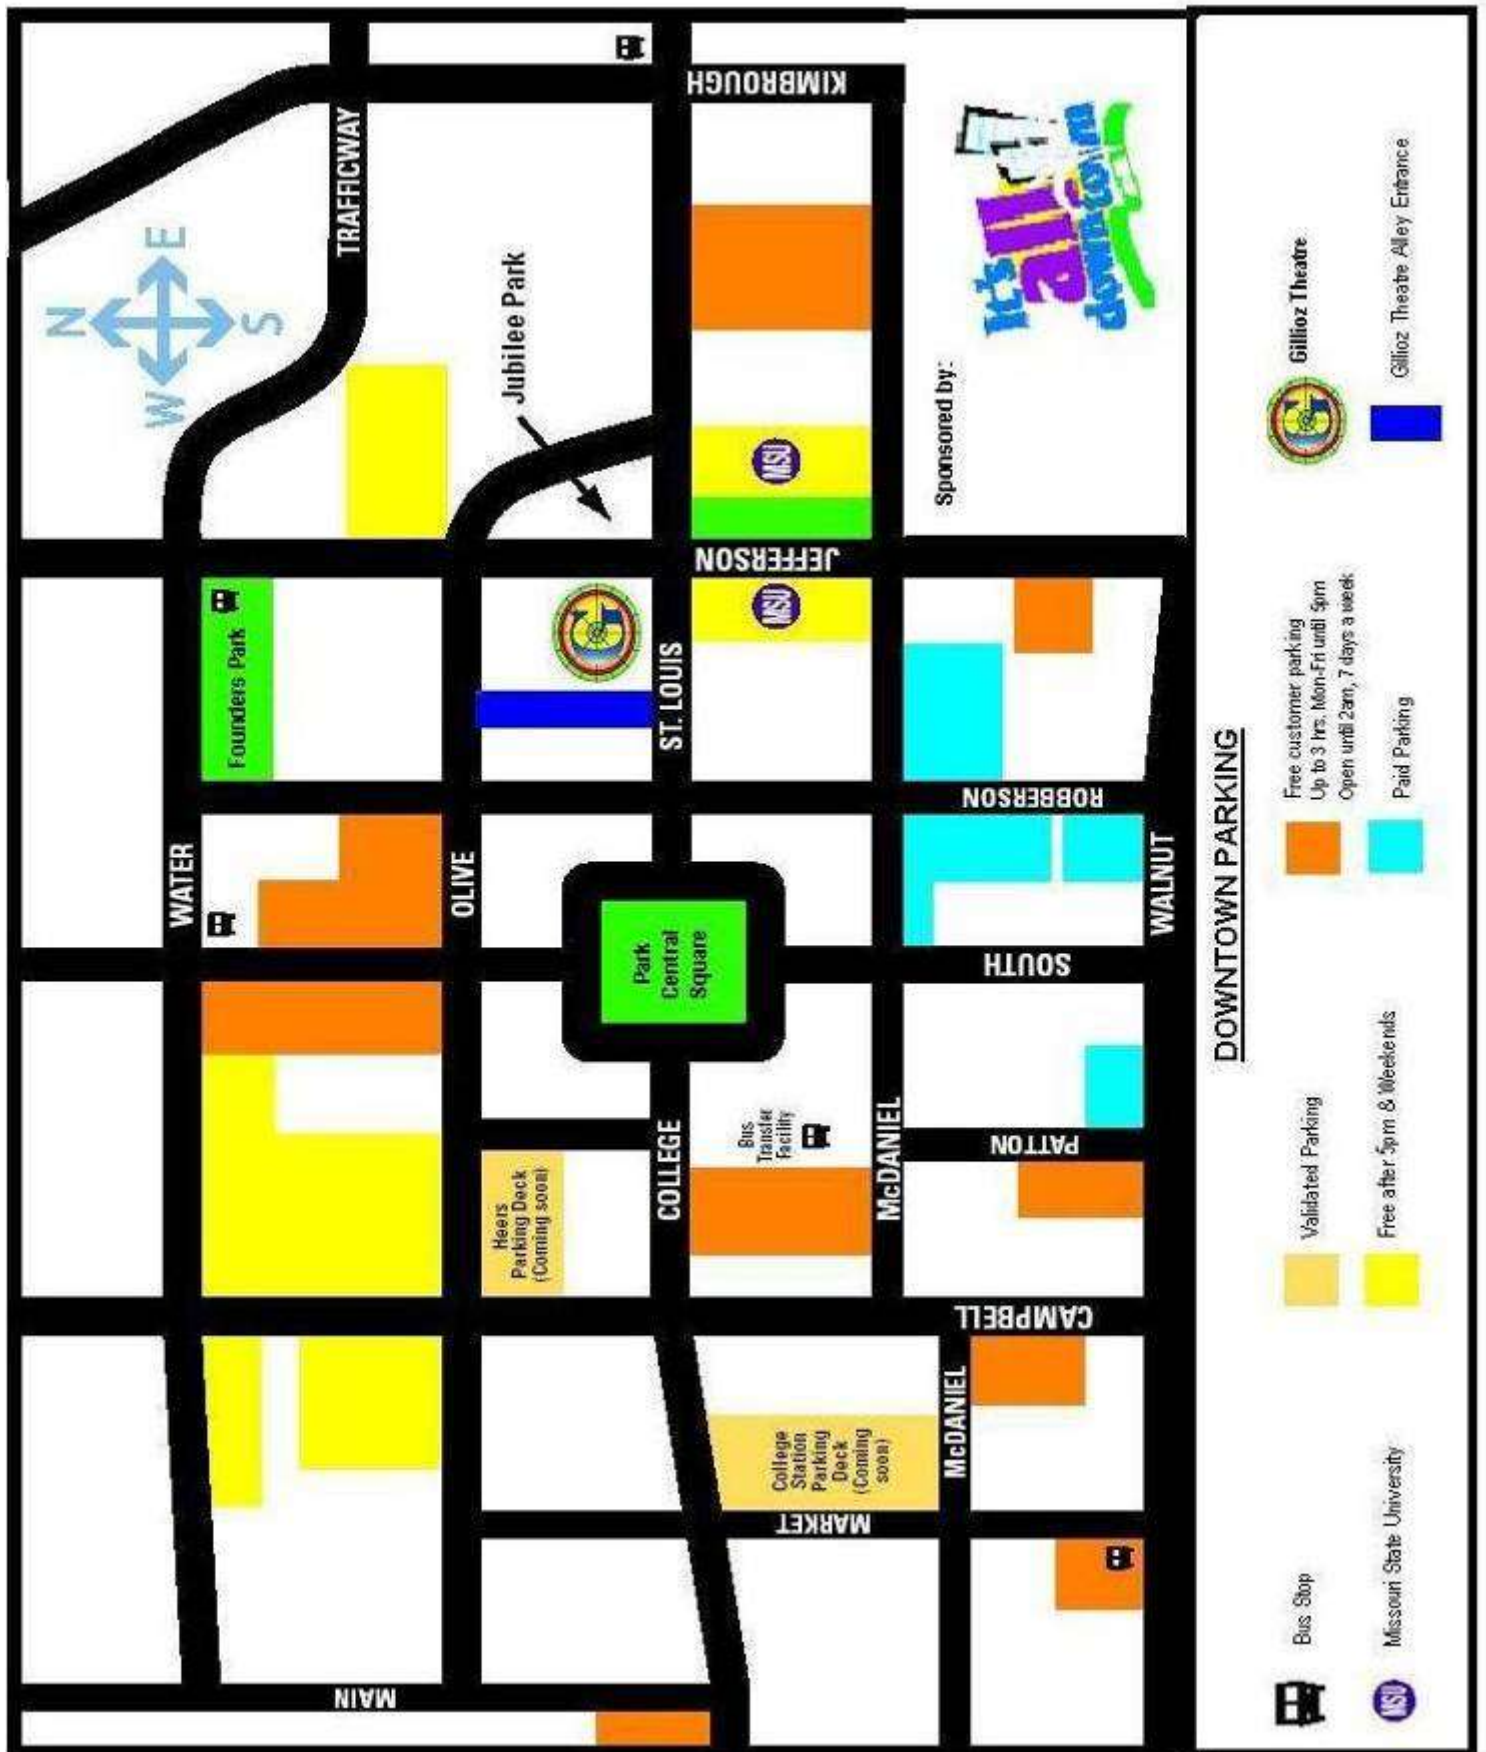 KIMBROUGH
TRAFFICWAY
N
E
S
W
Jubilee Park
It's
all
downtown
Sponsored by:
MSU
JEFFERSON
MSU
Founders Park
G
ST. LOUIS
ROBBERSON
WATER
OLIVE
WALNUT
Park
Central
Square
SOUTH
Bus
Transfer
Facility
COLLEGE
McDANIEL
PATTON
Heers
Parking Deck
(Coming soon)
CAMPBELL
College
Station
Parking
Deck
(Coming
soon)
McDANIEL
MARKET
MAIN
DOWNTOWN PARKING
Bus Stop
MSU
Missouri State University
Validated Parking
Free after 5pm & Weekends
Free customer parking
Up to 3 hrs. Mon-Fri until 5pm
Open until 2am, 7 days a week
Paid Parking
G
Gillioz Theatre
Gillioz Theatre Alley Entrance